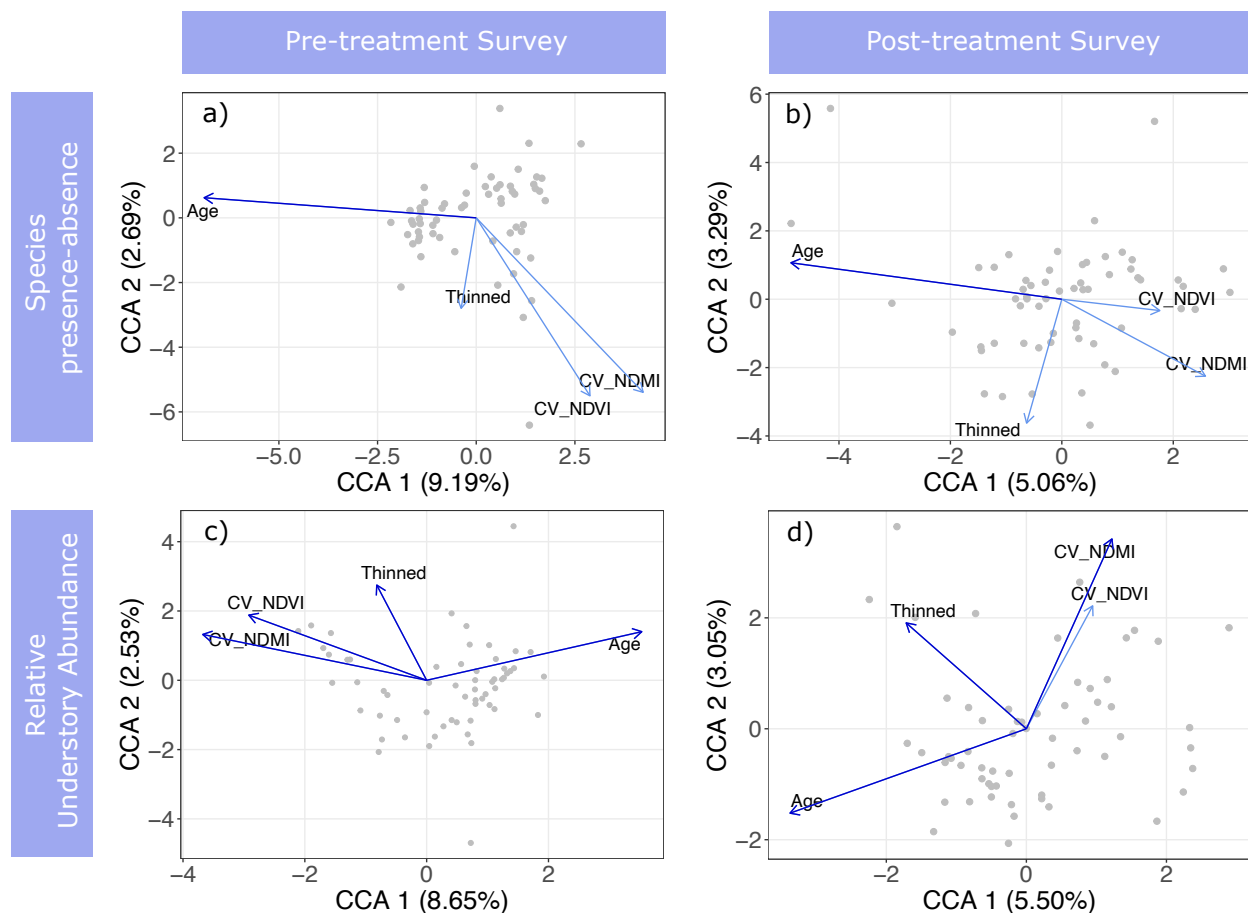 Pre-treatment Survey
Post-treatment Survey
Species
presence-absence
a)
CCA 2 (2.69%)
2
0
−2
−4
−6
Age
Thinned
CV_NDMI
CV_NDVI
−5.0
−2.5
0.0
2.5
CCA 1 (9.19%)
b)
CCA 2 (3.29%)
6
4
2
0
−2
−4
Age
CV_NDVI
CV_NDMI
Thinned
−4
−2
0
2
CCA 1 (5.06%)
Relative
Understory Abundance
c)
CCA 2 (2.53%)
4
2
0
−2
−4
Thinned
CV_NDVI
CV_NDMI
Age
−4
−2
0
2
CCA 1 (8.65%)
d)
CCA 2 (3.05%)
2
0
−2
CV_NDMI
CV_NDVI
Thinned
Age
−2
0
2
CCA 1 (5.50%)